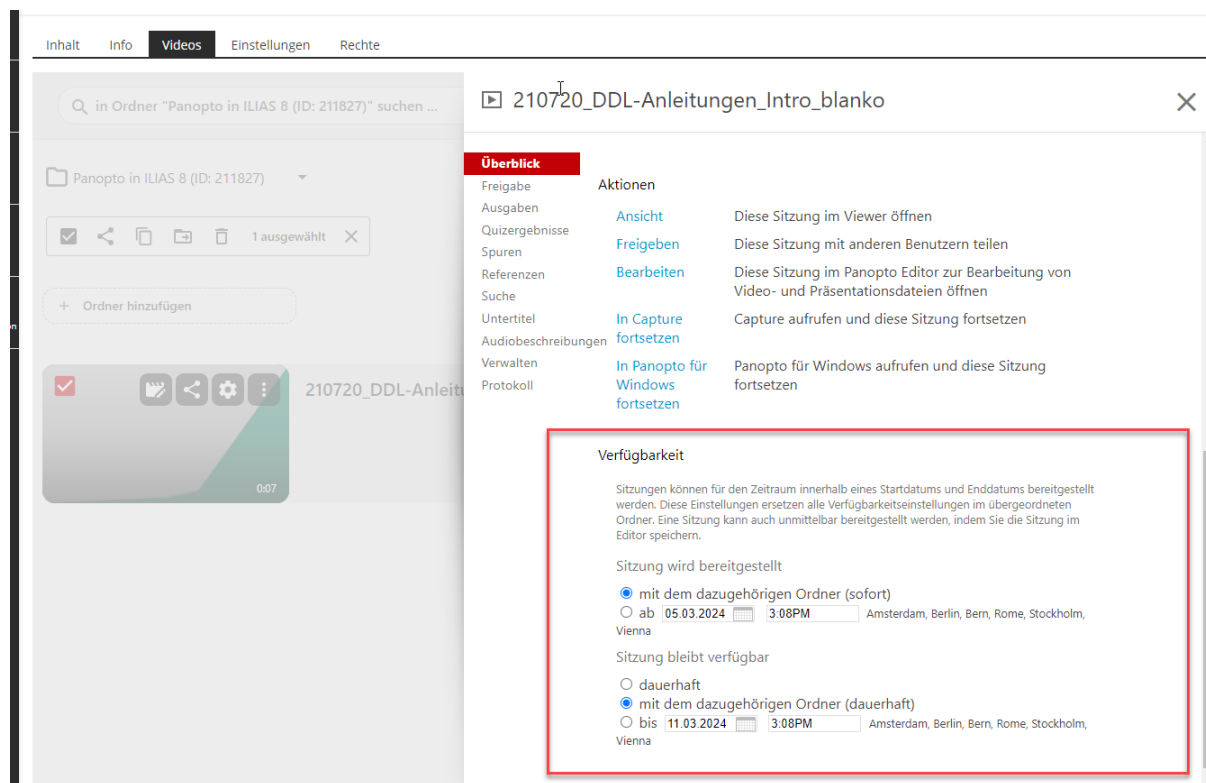 Inhalt Info Videos Einstellungen Rechte
in Ordner "Panopto in ILIAS 8 (ID: 211827)" suchen ...
Panopto in ILIAS 8 (ID: 211827)
1 ausgewählt
+ Ordner hinzufügen
on
210720_DDL-Anleitu
0:07
210720_DDL-Anleitungen_Intro_blanko
Überblick
Freigabe
Ausgaben
Quizergebnisse
Spuren
Referenzen
Suche
Untertitel
Audiobeschreibungen
Verwalten
Protokoll
Aktionen
Ansicht Diese Sitzung im Viewer öffnen
Freigeben Diese Sitzung mit anderen Benutzern teilen
Bearbeiten Diese Sitzung im Panopto Editor zur Bearbeitung von
Video- und Präsentationsdateien öffnen
In Capture Capture aufrufen und diese Sitzung fortsetzen
fortsetzen
In Panopto für Panopto für Windows aufrufen und diese Sitzung
Windows fortsetzen
fortsetzen
Verfügbarkeit
Sitzungen können für den Zeitraum innerhalb eines Startdatums und Enddatums bereitgestellt
werden. Diese Einstellungen ersetzen alle Verfügbarkeitseinstellungen im übergeordneten
Ordner. Eine Sitzung kann auch unmittelbar bereitgestellt werden, indem Sie die Sitzung im
Editor speichern.
Sitzung wird bereitgestellt
mit dem dazugehörigen Ordner (sofort)
ab 05.03.2024 3:08PM Amsterdam, Berlin, Bern, Rome, Stockholm,
Vienna
Sitzung bleibt verfügbar
dauerhaft
mit dem dazugehörigen Ordner (dauerhaft)
bis 11.03.2024 3:08PM Amsterdam, Berlin, Bern, Rome, Stockholm,
Vienna